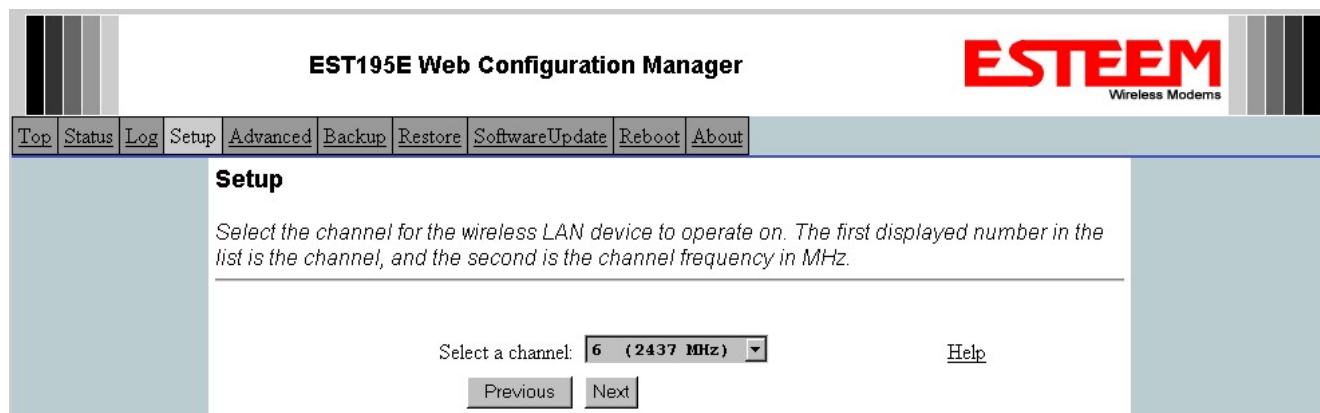 EST195E Web Configuration Manager
ESTEEM
Wireless Modems
Top Status Log Setup Advanced Backup Restore SoftwareUpdate Reboot About
Setup
Select the channel for the wireless LAN device to operate on. The first displayed number in the
list is the channel, and the second is the channel frequency in MHz.
Select a channel: 6 (2437 MHz) Help
Previous Next